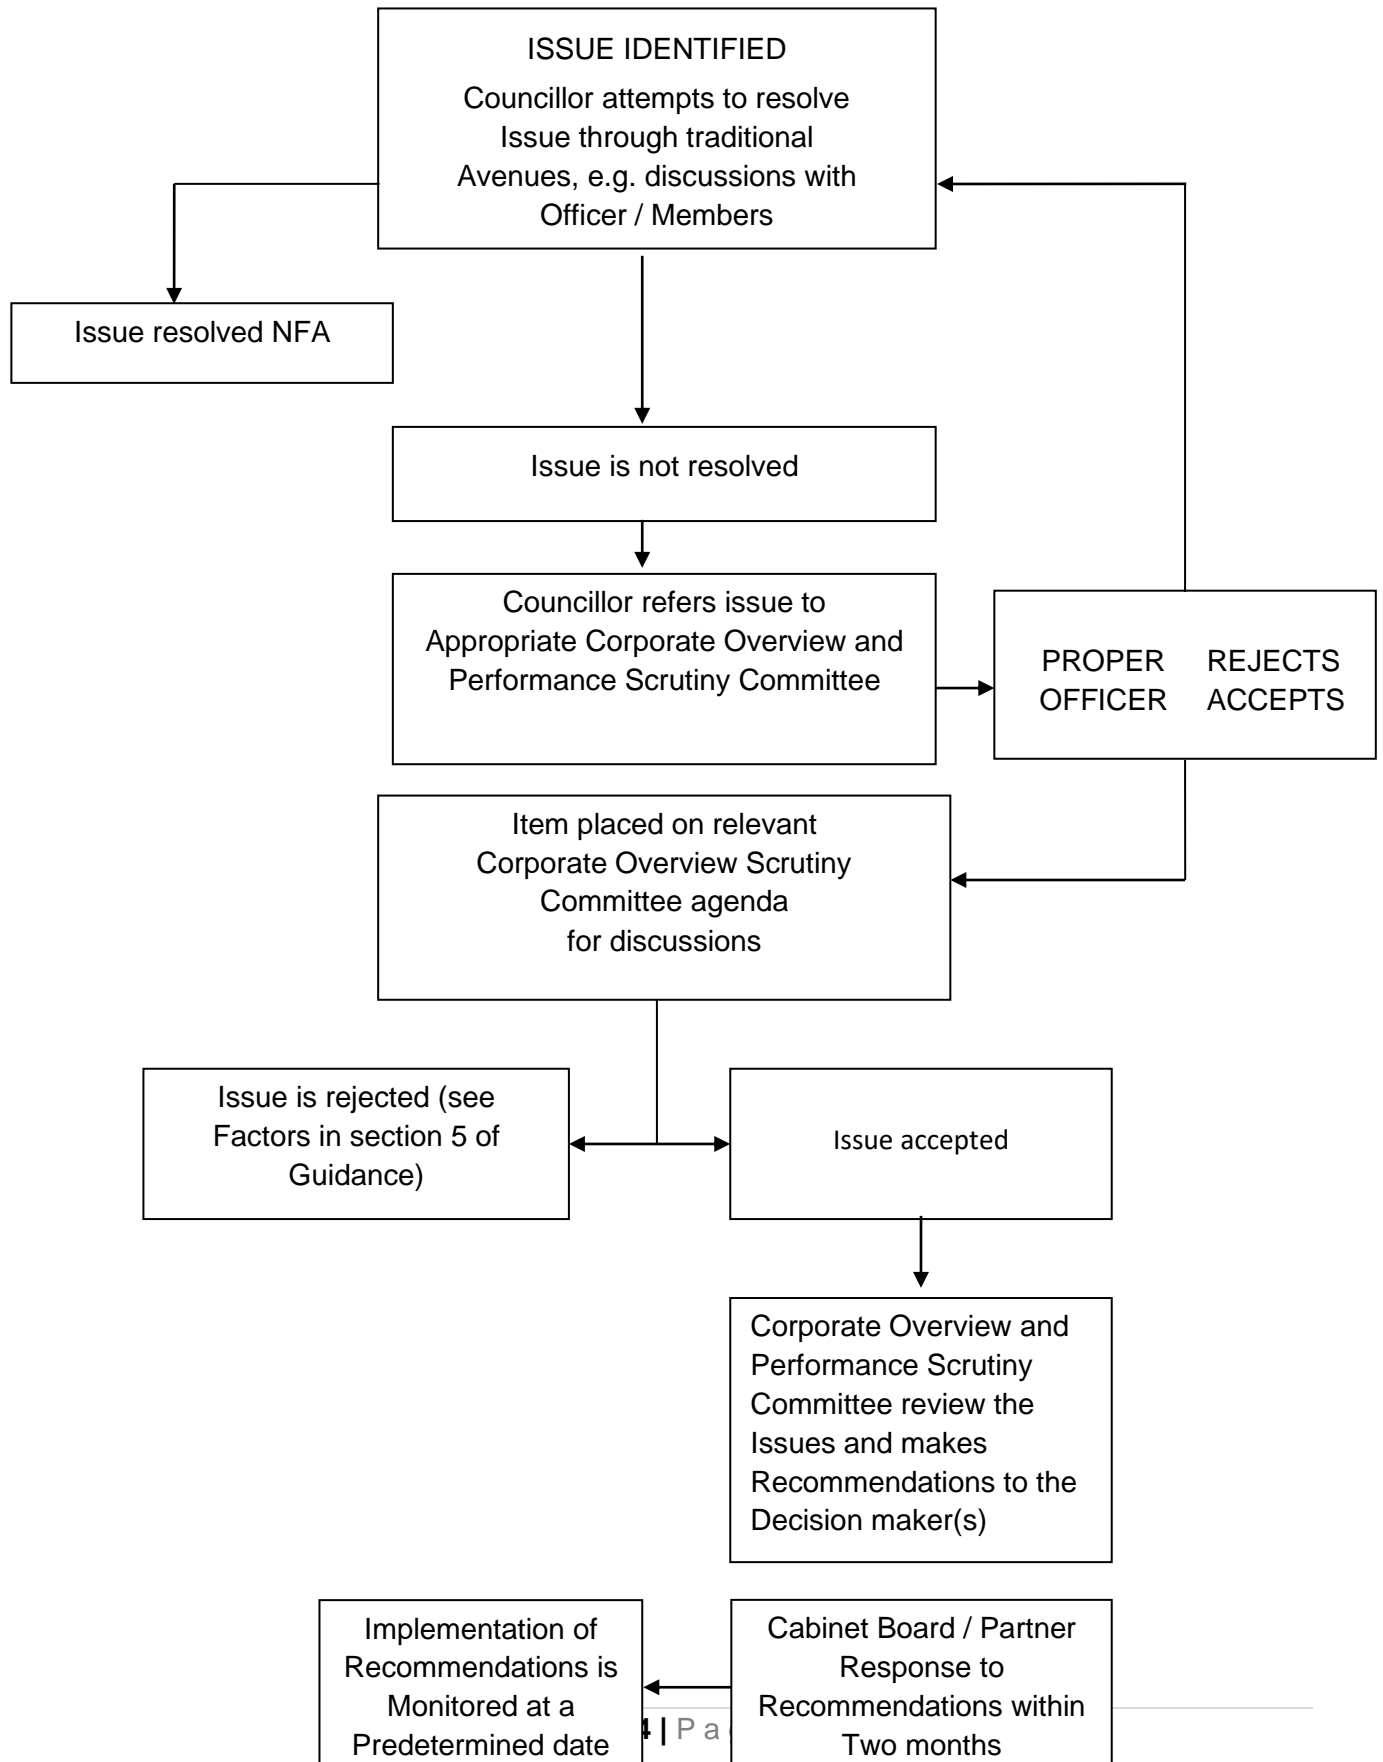 ISSUE IDENTIFIED
Councillor attempts to resolve
Issue through traditional
Avenues, e.g. discussions with
Officer / Members
Issue resolved NFA
Issue is not resolved
Councillor refers issue to
Appropriate Corporate Overview and
Performance Scrutiny Committee
PROPER REJECTS
OFFICER ACCEPTS
Item placed on relevant
Corporate Overview Scrutiny
Committee agenda
for discussions
Issue is rejected (see
Factors in section 5 of
Guidance)
Issue accepted
Corporate Overview and
Performance Scrutiny
Committee review the
Issues and makes
Recommendations to the
Decision maker(s)
Implementation of
Recommendations is
Monitored at a
Predetermined date
Cabinet Board / Partner
Response to
Recommendations within
Two months
| P a